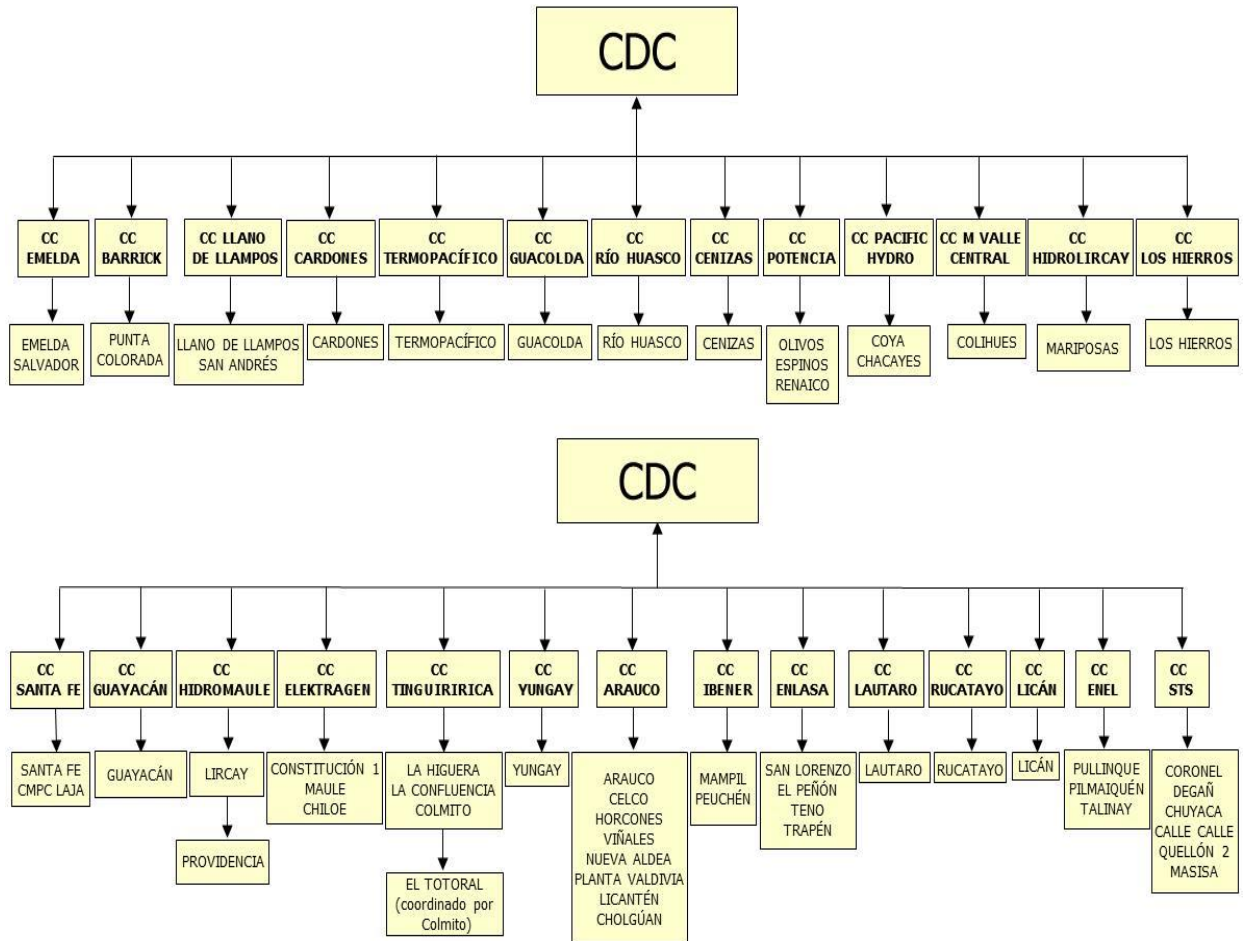 CDC
CC
EMELDA
CC
BARRICK
CC LLANO
DE LLAMPOS
CC
CARDONES
CC
TERMOPACÍFICO
CC
GUACOLDA
CC
RÍO HUASCO
CC
CENIZAS
CC
POTENCIA
CC PACIFIC
HYDRO
CC M VALLE
CENTRAL
CC
HIDROLIRCAY
CC
LOS HIERROS
EMELDA
SALVADOR
PUNTA
COLORADA
LLANO DE LLAMPOS
SAN ANDRÉS
CARDONES
TERMOPACÍFICO
GUACOLDA
RÍO HUASCO
CENIZAS
OLIVOS
ESPINOS
RENAICO
COYA
CHACAYES
COLIHUES
MARIPOSAS
LOS HIERROS
CDC
CC
SANTA FE
CC
GUAYACÁN
CC
HIDROMAULE
CC
ELEKTRAGEN
CC
TINGUIRIRICA
CC
YUNGAY
CC
ARAUCO
CC
IBENER
CC
ENLASA
CC
LAUTARO
CC
RUCATAYO
CC
LICÁN
CC
ENEL
CC
STS
SANTA FE
CMPC LAJA
GUAYACÁN
LIRCAY
PROVIDENCIA
CONSTITUCIÓN 1
MAULE
CHILOE
LA HIGUERA
LA CONFLUENCIA
COLMITO
EL TOTORAL
(coordinado por
Colmito)
YUNGAY
ARAUCO
CELCO
HORCONES
VIÑALES
NUEVA ALDEA
PLANTA VALDIVIA
LICANTÉN
CHOLGÚAN
MAMPIL
PEUCHÉN
SAN LORENZO
EL PEÑÓN
TENO
TRAPÉN
LAUTARO
RUCATAYO
LICÁN
PULLINQUE
PILMAIQUÉN
TALINAY
CORONEL
DEGAÑ
CHUYACA
CALLE CALLE
QUELLÓN 2
MASISA